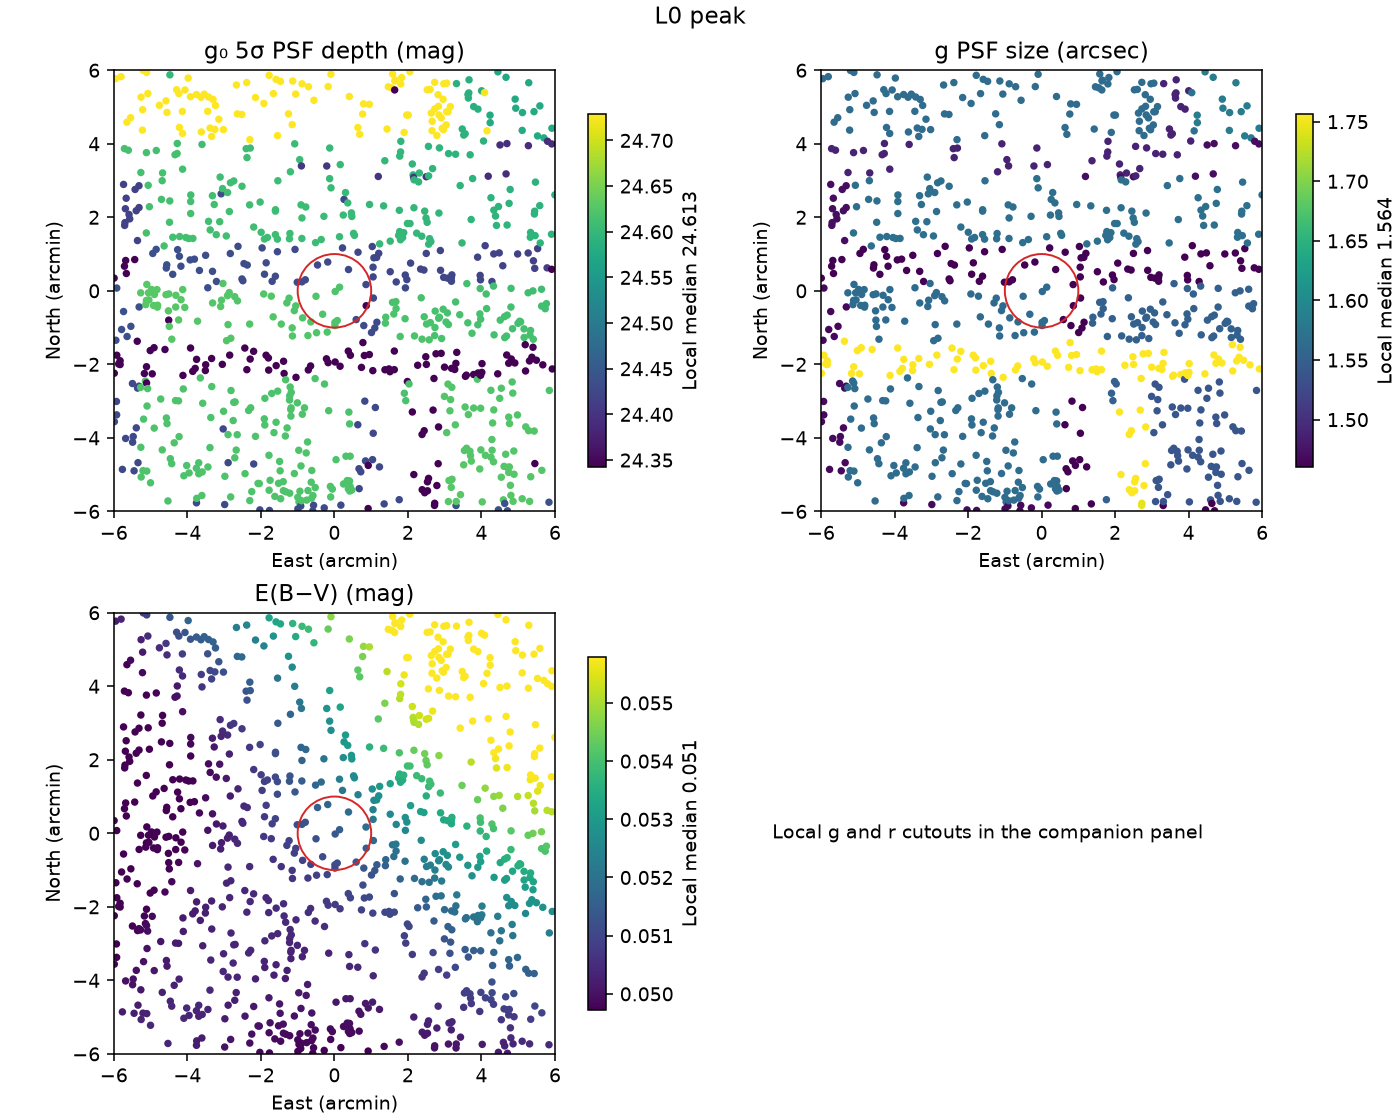 L0 peak
g₀ 5σ PSF depth (mag)
g PSF size (arcsec)
6
4
2
0
−2
−4
−6
−6 −4 −2 0 2 4 6
North (arcmin)
East (arcmin)
24.70
24.65
24.60
24.55
24.50
24.45
24.40
24.35
Local median 24.613
6
4
2
0
−2
−4
−6
−6 −4 −2 0 2 4 6
North (arcmin)
East (arcmin)
1.75
1.70
1.65
1.60
1.55
1.50
Local median 1.564
E(B−V) (mag)
6
4
2
0
−2
−4
−6
−6 −4 −2 0 2 4 6
North (arcmin)
East (arcmin)
0.055
0.054
0.053
0.052
0.051
0.050
Local median 0.051
Local g and r cutouts in the companion panel